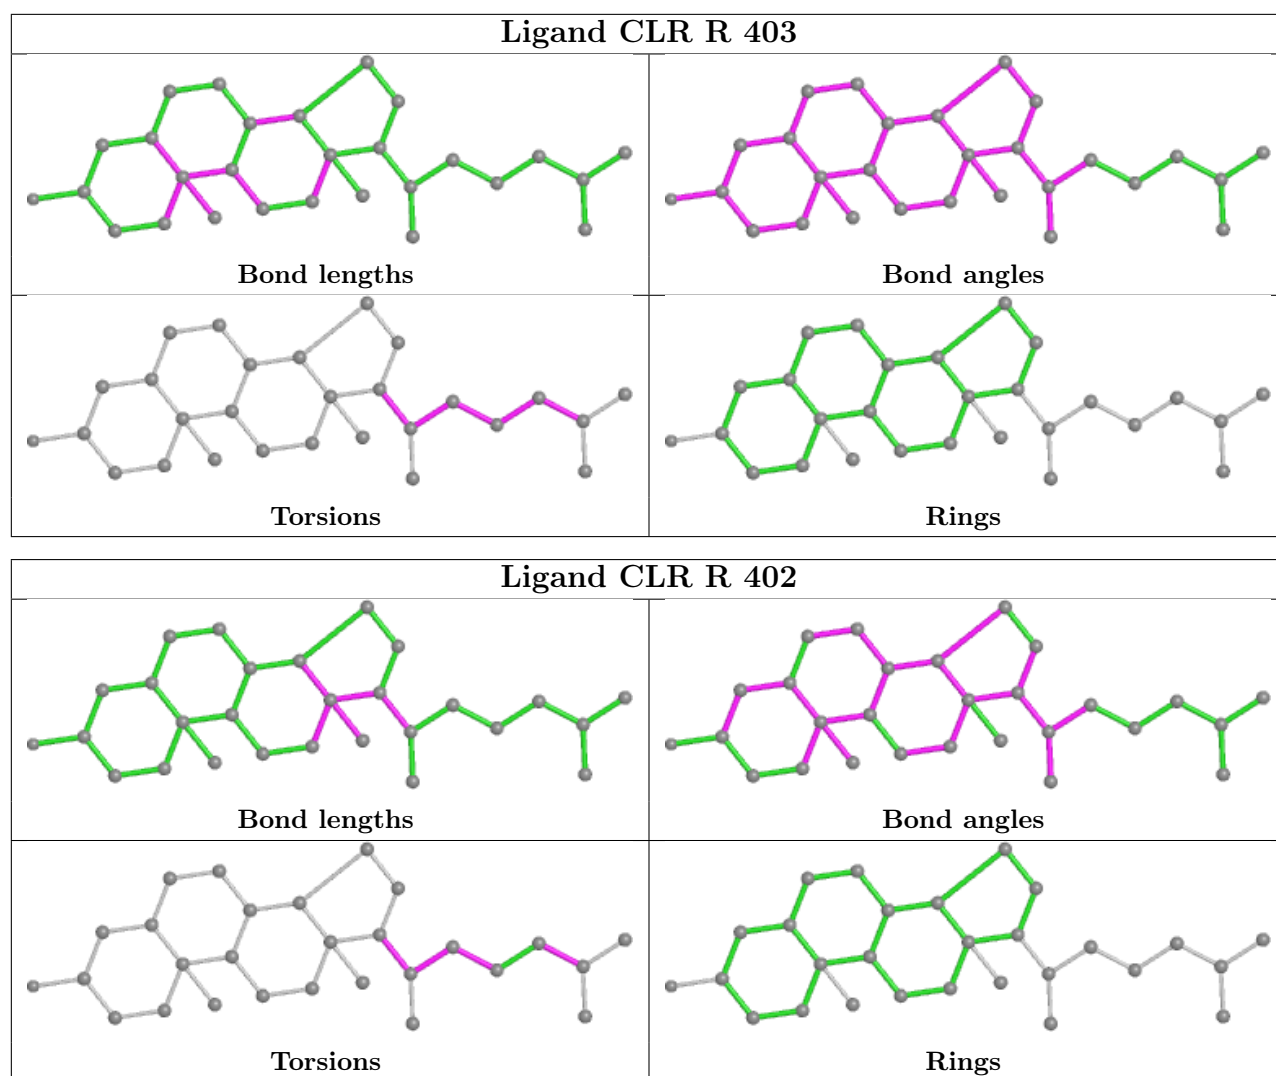 Ligand CLR R 403
Bond lengths
Bond angles
Torsions
Rings
Ligand CLR R 402
Bond lengths
Bond angles
Torsions
Rings